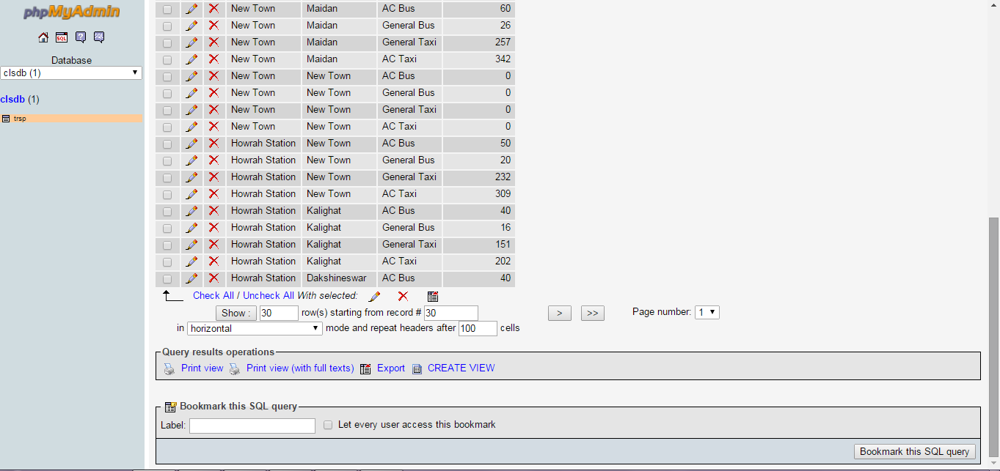 phpMyAdmin
SQL ? SQL
Database
clsdb (1)
clsdb (1)
trsp
New Town Maidan AC Bus 60
New Town Maidan General Bus 26
New Town Maidan General Taxi 257
New Town Maidan AC Taxi 342
New Town New Town AC Bus 0
New Town New Town General Bus 0
New Town New Town General Taxi 0
New Town New Town AC Taxi 0
Howrah Station New Town AC Bus 50
Howrah Station New Town General Bus 20
Howrah Station New Town General Taxi 232
Howrah Station New Town AC Taxi 309
Howrah Station Kalighat AC Bus 40
Howrah Station Kalighat General Bus 16
Howrah Station Kalighat General Taxi 151
Howrah Station Kalighat AC Taxi 202
Howrah Station Dakshineswar AC Bus 40
Check All / Uncheck All With selected:
Show : 30 row(s) starting from record # 30 > >> Page number: 1
in horizontal mode and repeat headers after 100 cells
Query results operations
Print view Print view (with full texts) Export CREATE VIEW
Bookmark this SQL query
Label: Let every user access this bookmark
Bookmark this SQL query